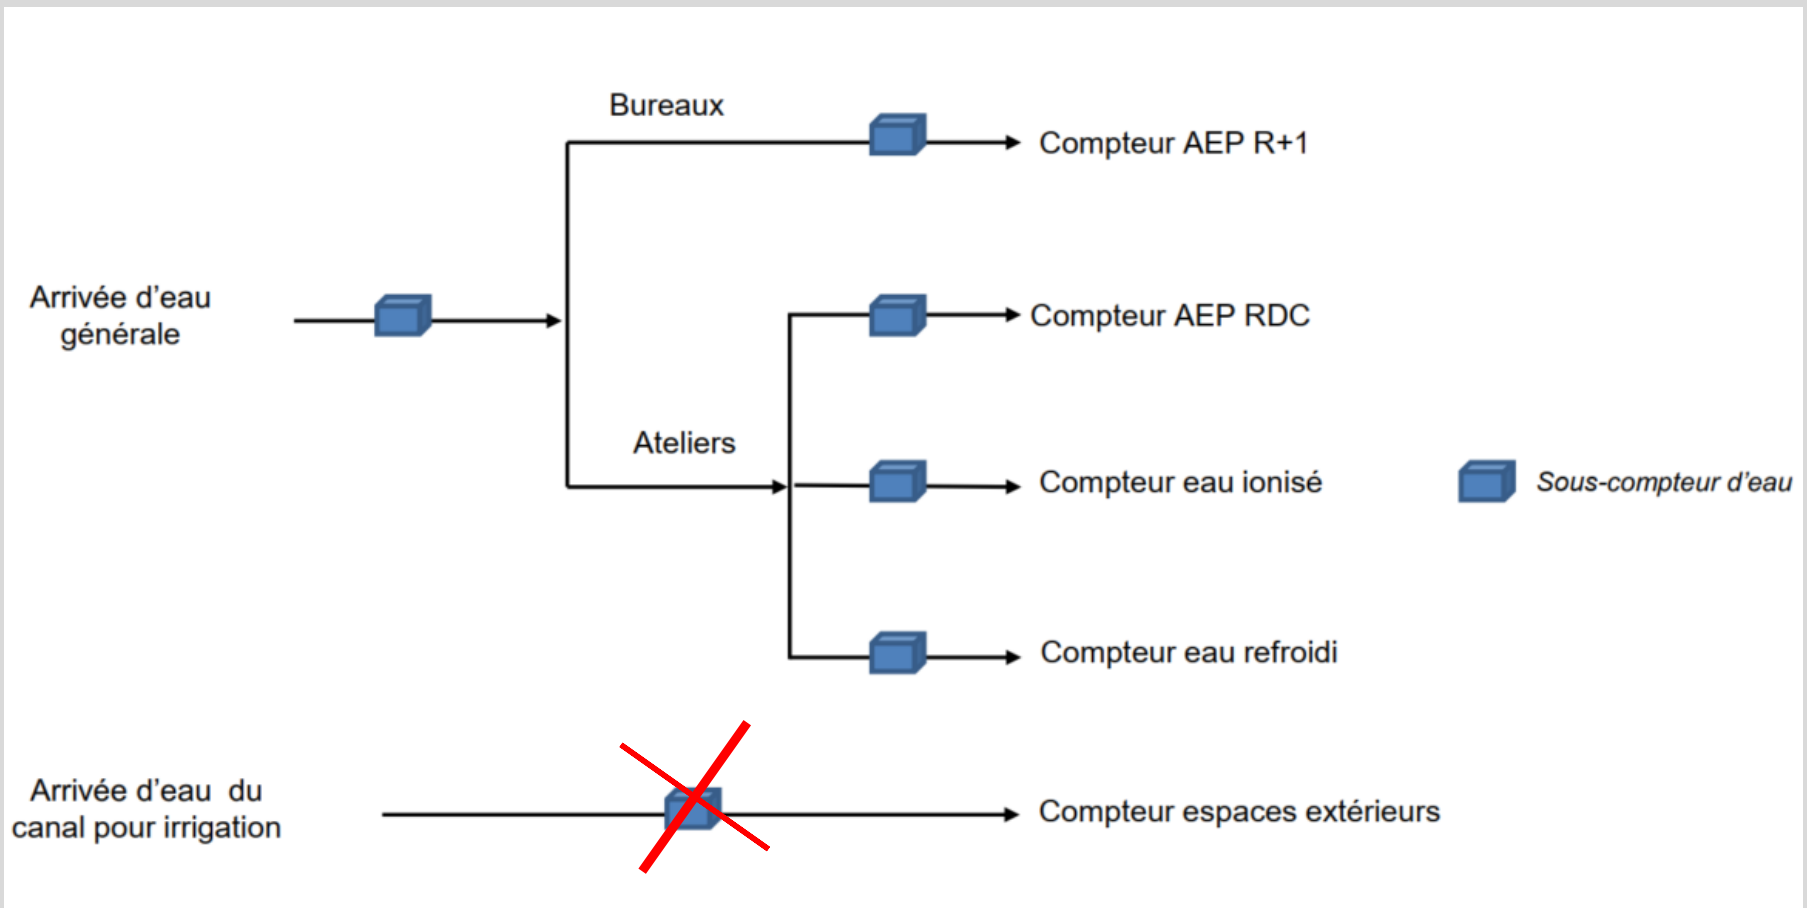 Bureaux
Compteur AEP R+1
Arrivée d'eau
générale
Compteur AEP RDC
Ateliers
Compteur eau ionisé
Sous-compteur d'eau
Compteur eau refroidi
Arrivée d'eau  du
canal pour irrigation
Compteur espaces extérieurs